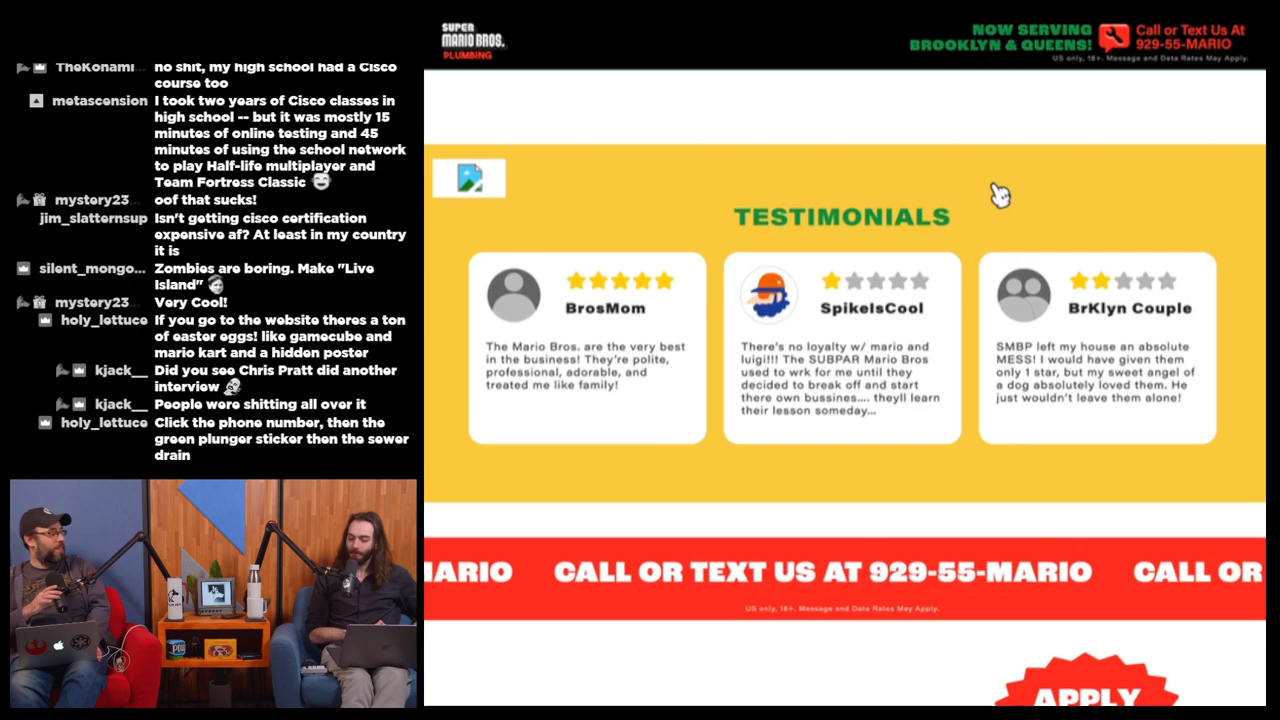 TheKonami... no shit, my high school had a Cisco
course too
metascension I took two years of Cisco classes in
high school -- but it was mostly 15
minutes of online testing and 45
minutes of using the school network
to play Half-life multiplayer and
Team Fortress Classic
mystery23... oof that sucks!
jim_slatternsup Isn't getting cisco certification
expensive af? At least in my country
it is
silent_mongo... Zombies are boring. Make "Live
Island"
mystery23... Very Cool!
holy_lettuce If you go to the website theres a ton
of easter eggs! like gamecube and
mario kart and a hidden poster
kjack__ Did you see Chris Pratt did another
interview
kjack__ People were shitting all over it
holy_lettuce Click the phone number, then the
green plunger sticker then the sewer
drain
SUPER
MARIO BROS.
PLUMBING
NOW SERVING
BROOKLYN & QUEENS!
Call or Text Us At
929-55-MARIO
US only, 18+. Message and Data Rates May Apply.
TESTIMONIALS
BrosMom
The Mario Bros. are the very best
in the business! They're polite,
professional, adorable, and
treated me like family!
SpikeIsCool
There's no loyalty w/ mario and
luigi!!! The SUBPAR Mario Bros
used to wrk for me until they
decided to break off and start
there own bussines.... theyll learn
their lesson someday...
BrKlyn Couple
SMBP left my house an absolute
MESS! I would have given them
only 1 star, but my sweet angel of
a dog absolutely loved them. He
just wouldn't leave them alone!
MARIO CALL OR TEXT US AT 929-55-MARIO CALL OR
US only, 18+. Message and Data Rates May Apply.
APPLY